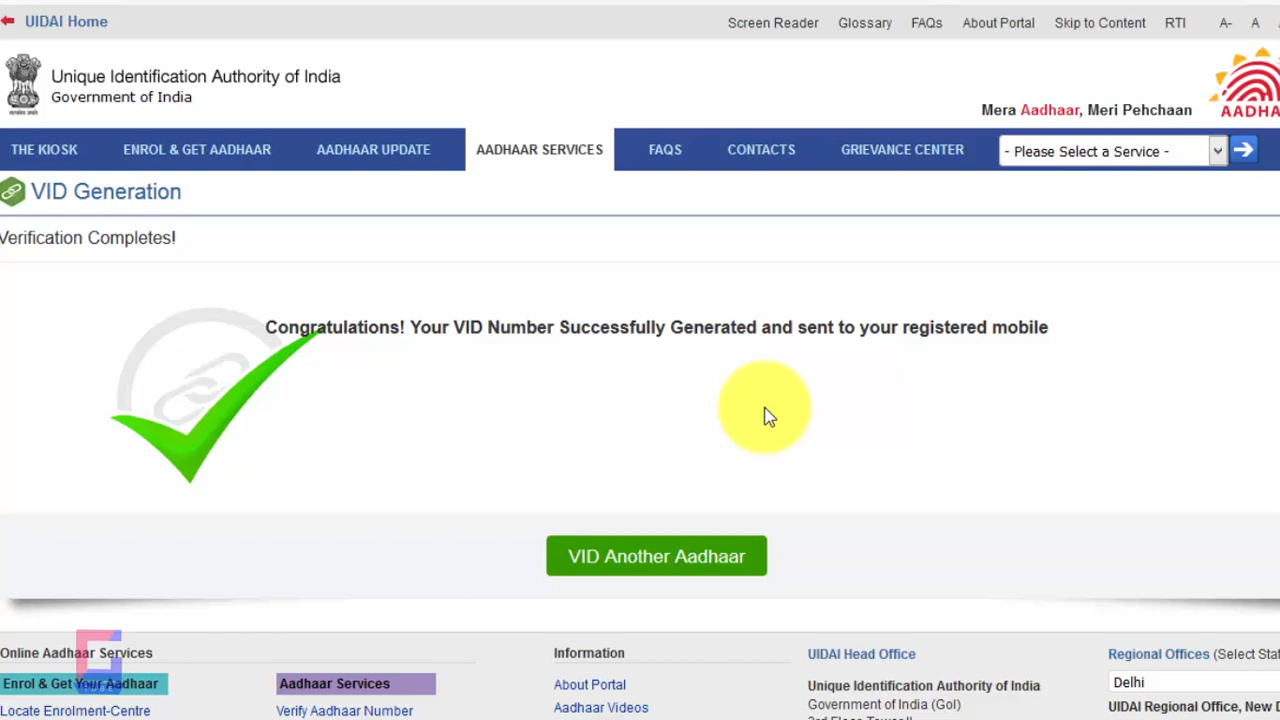 UIDAI Home
Screen Reader Glossary FAQs About Portal Skip to Content RTI A- A
Unique Identification Authority of India
Government of India
Mera Aadhaar, Meri Pehchaan
AADHA
THE KIOSK ENROL & GET AADHAAR AADHAAR UPDATE AADHAAR SERVICES FAQS CONTACTS GRIEVANCE CENTER - Please Select a Service -
VID Generation
Verification Completes!
Congratulations! Your VID Number Successfully Generated and sent to your registered mobile
VID Another Aadhaar
Online Aadhaar Services
Enrol & Get Your Aadhaar
Locate Enrolment-Centre
Aadhaar Services
Verify Aadhaar Number
Information
About Portal
Aadhaar Videos
UIDAI Head Office
Unique Identification Authority of India
Government of India (GoI)
Regional Offices (Select Stat
Delhi
UIDAI Regional Office, New D